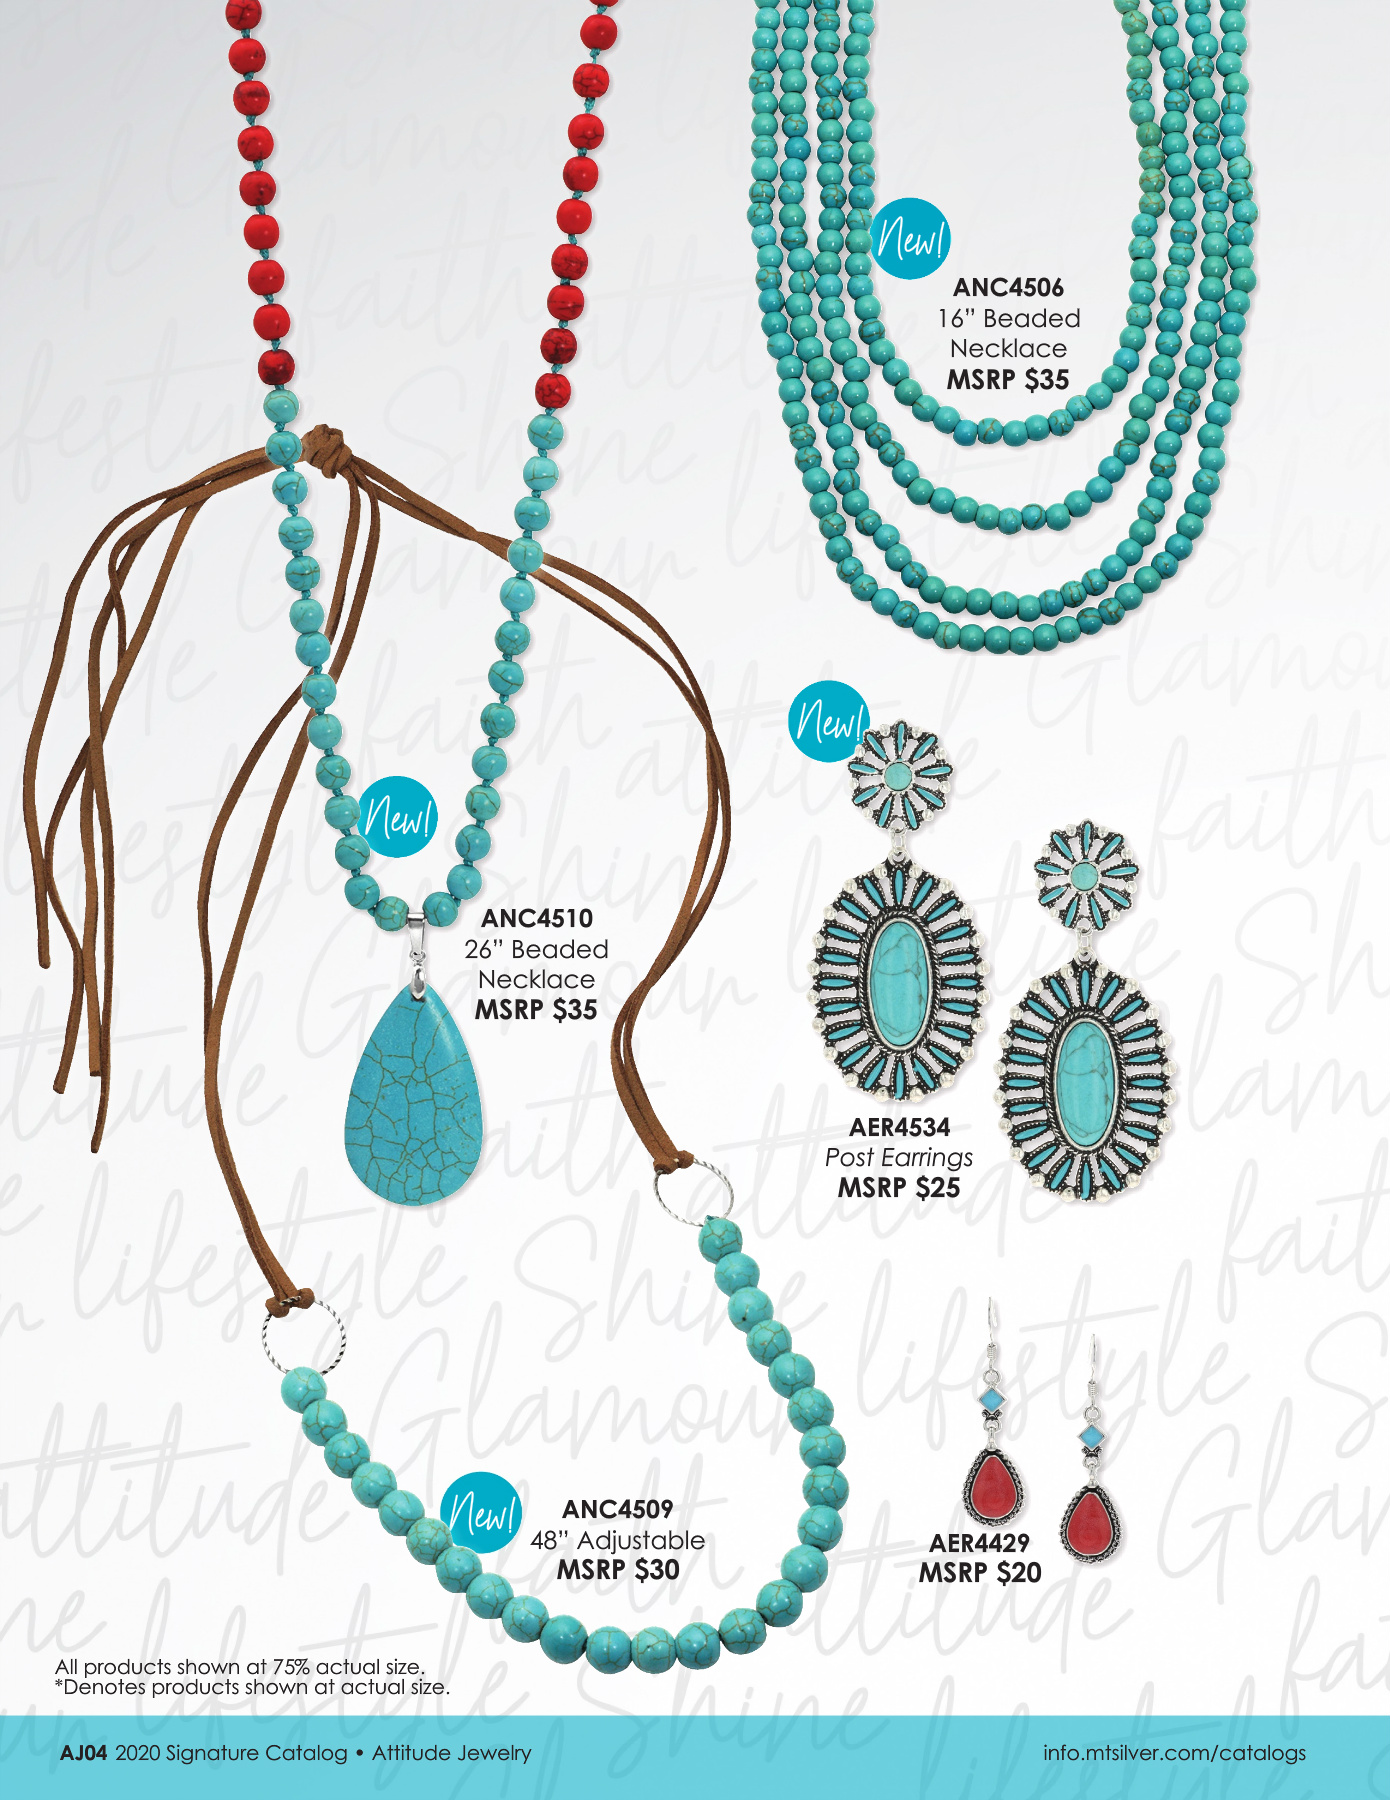 New!
ANC4506
16” Beaded
Necklace
MSRP $35
New!
New!
ANC4510
26” Beaded
Necklace
MSRP $35
AER4534
Post Earrings
MSRP $25
New!
ANC4509
48” Adjustable
MSRP $30
AER4429
MSRP $20
All products shown at 75% actual size.
*Denotes products shown at actual size.
AJ04 2020 Signature Catalog • Attitude Jewelry
info.mtsilver.com/catalogs